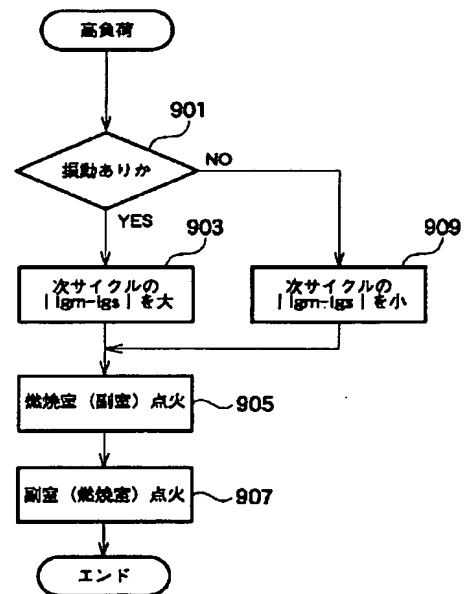 高負荷
901
振動ありか
NO
YES
903
909
次サイクルの
|Igm-Igs|を大
次サイクルの
|Igm-Igs|を小
燃焼室(副室)点火
905
副室(燃焼室)点火
907
エンド